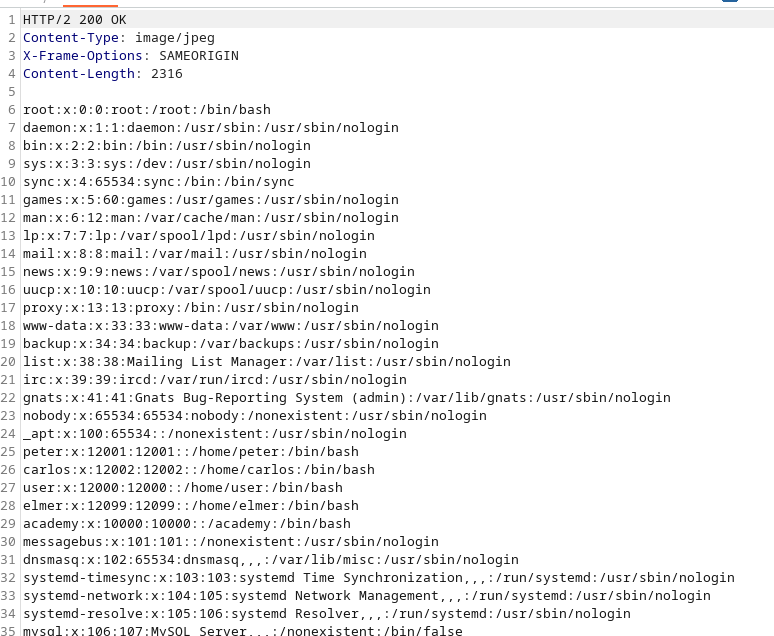 1 HTTP/2 200 OK
2 Content-Type: image/jpeg
3 X-Frame-Options: SAMEORIGIN
4 Content-Length: 2316
5
6 root:x:0:0:root:/root:/bin/bash
7 daemon:x:1:1:daemon:/usr/sbin:/usr/sbin/nologin
8 bin:x:2:2:bin:/bin:/usr/sbin/nologin
9 sys:x:3:3:sys:/dev:/usr/sbin/nologin
10 sync:x:4:65534:sync:/bin:/bin/sync
11 games:x:5:60:games:/usr/games:/usr/sbin/nologin
12 man:x:6:12:man:/var/cache/man:/usr/sbin/nologin
13 lp:x:7:7:lp:/var/spool/lpd:/usr/sbin/nologin
14 mail:x:8:8:mail:/var/mail:/usr/sbin/nologin
15 news:x:9:9:news:/var/spool/news:/usr/sbin/nologin
16 uucp:x:10:10:uucp:/var/spool/uucp:/usr/sbin/nologin
17 proxy:x:13:13:proxy:/bin:/usr/sbin/nologin
18 www-data:x:33:33:www-data:/var/www:/usr/sbin/nologin
19 backup:x:34:34:backup:/var/backups:/usr/sbin/nologin
20 list:x:38:38:Mailing List Manager:/var/list:/usr/sbin/nologin
21 irc:x:39:39:ircd:/var/run/ircd:/usr/sbin/nologin
22 gnats:x:41:41:Gnats Bug-Reporting System (admin):/var/lib/gnats:/usr/sbin/nologin
23 nobody:x:65534:65534:nobody:/nonexistent:/usr/sbin/nologin
24 _apt:x:100:65534::/nonexistent:/usr/sbin/nologin
25 peter:x:12001:12001::/home/peter:/bin/bash
26 carlos:x:12002:12002::/home/carlos:/bin/bash
27 user:x:12000:12000::/home/user:/bin/bash
28 elmer:x:12099:12099::/home/elmer:/bin/bash
29 academy:x:10000:10000::/academy:/bin/bash
30 messagebus:x:101:101::/nonexistent:/usr/sbin/nologin
31 dnsmasq:x:102:65534:dnsmasq,,,:/var/lib/misc:/usr/sbin/nologin
32 systemd-timesync:x:103:103:systemd Time Synchronization,,,:/run/systemd:/usr/sbin/nologin
33 systemd-network:x:104:105:systemd Network Management,,,:/run/systemd:/usr/sbin/nologin
34 systemd-resolve:x:105:106:systemd Resolver,,,:/run/systemd:/usr/sbin/nologin
35 mysql:x:106:107:MySQL Server,,,:/nonexistent:/bin/false